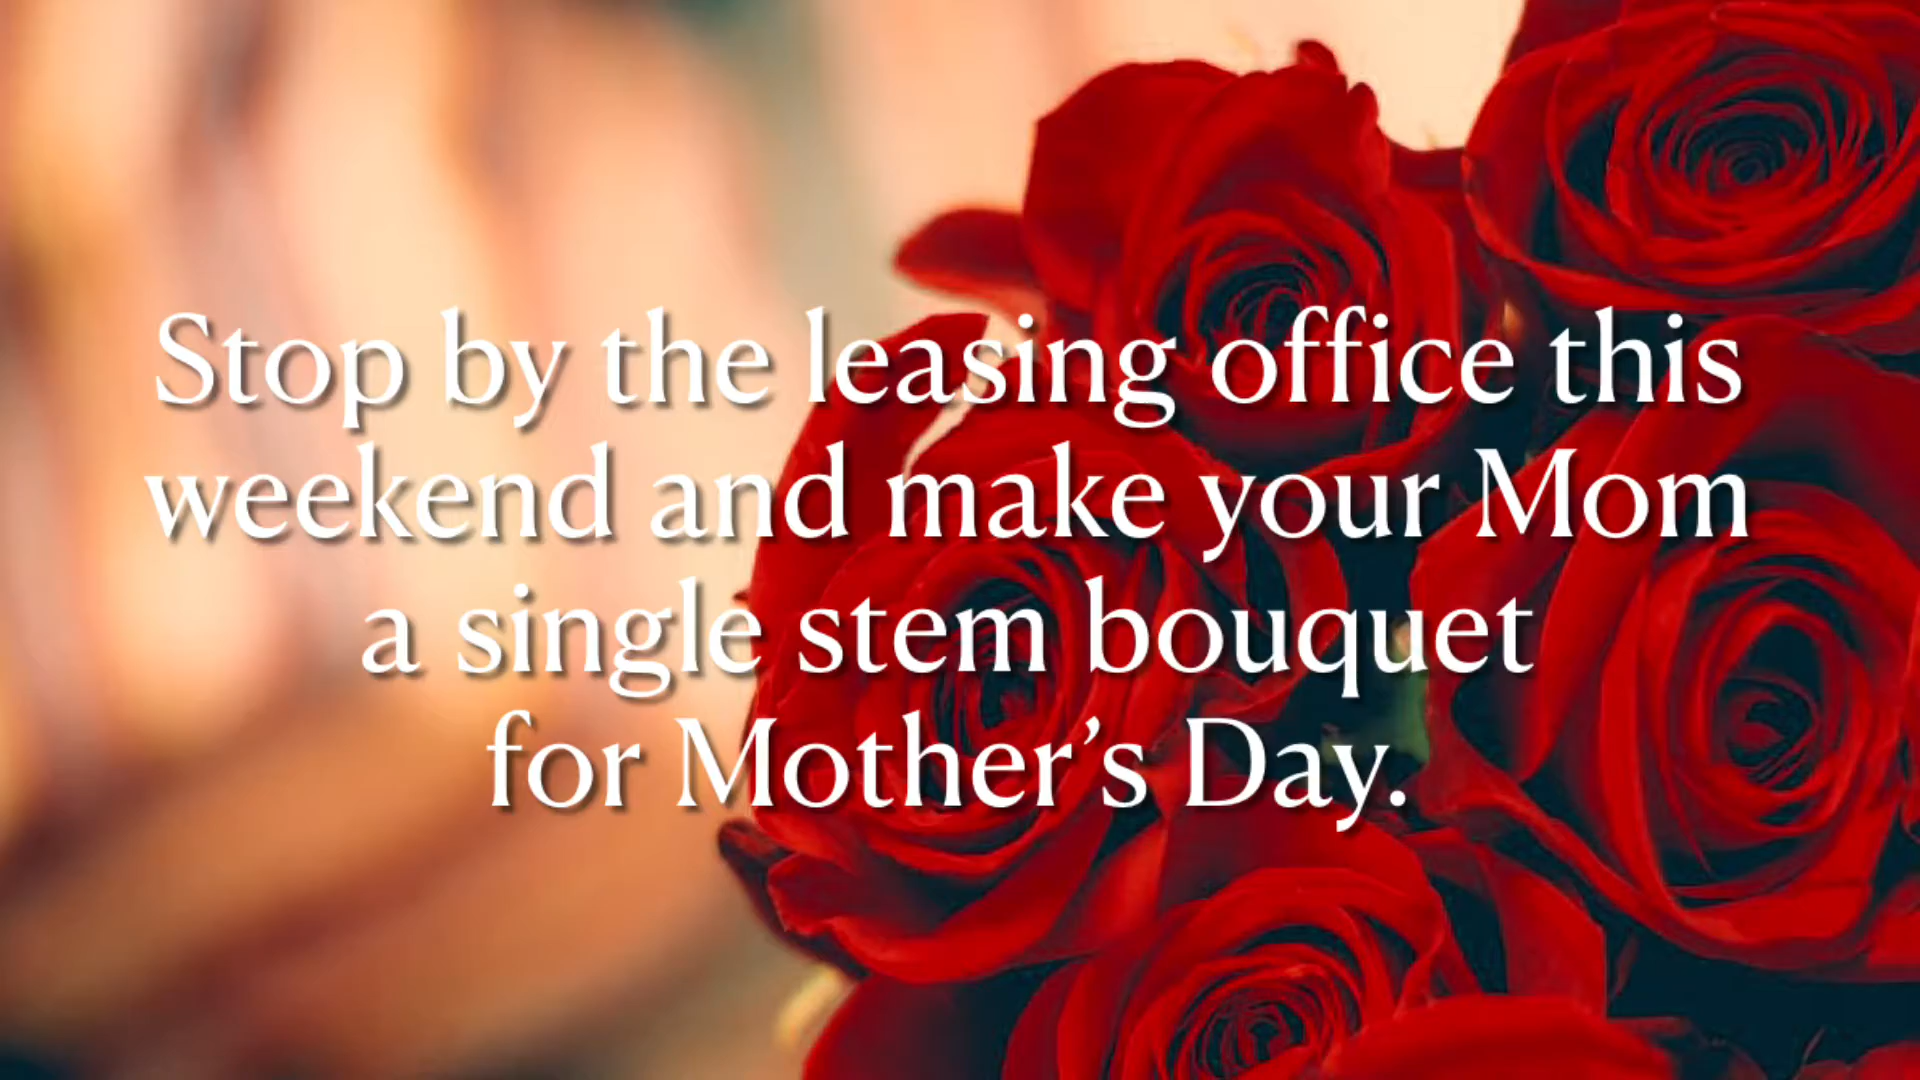 Stop by the leasing office this
weekend and make your Mom
a single stem bouquet
for Mother’s Day.